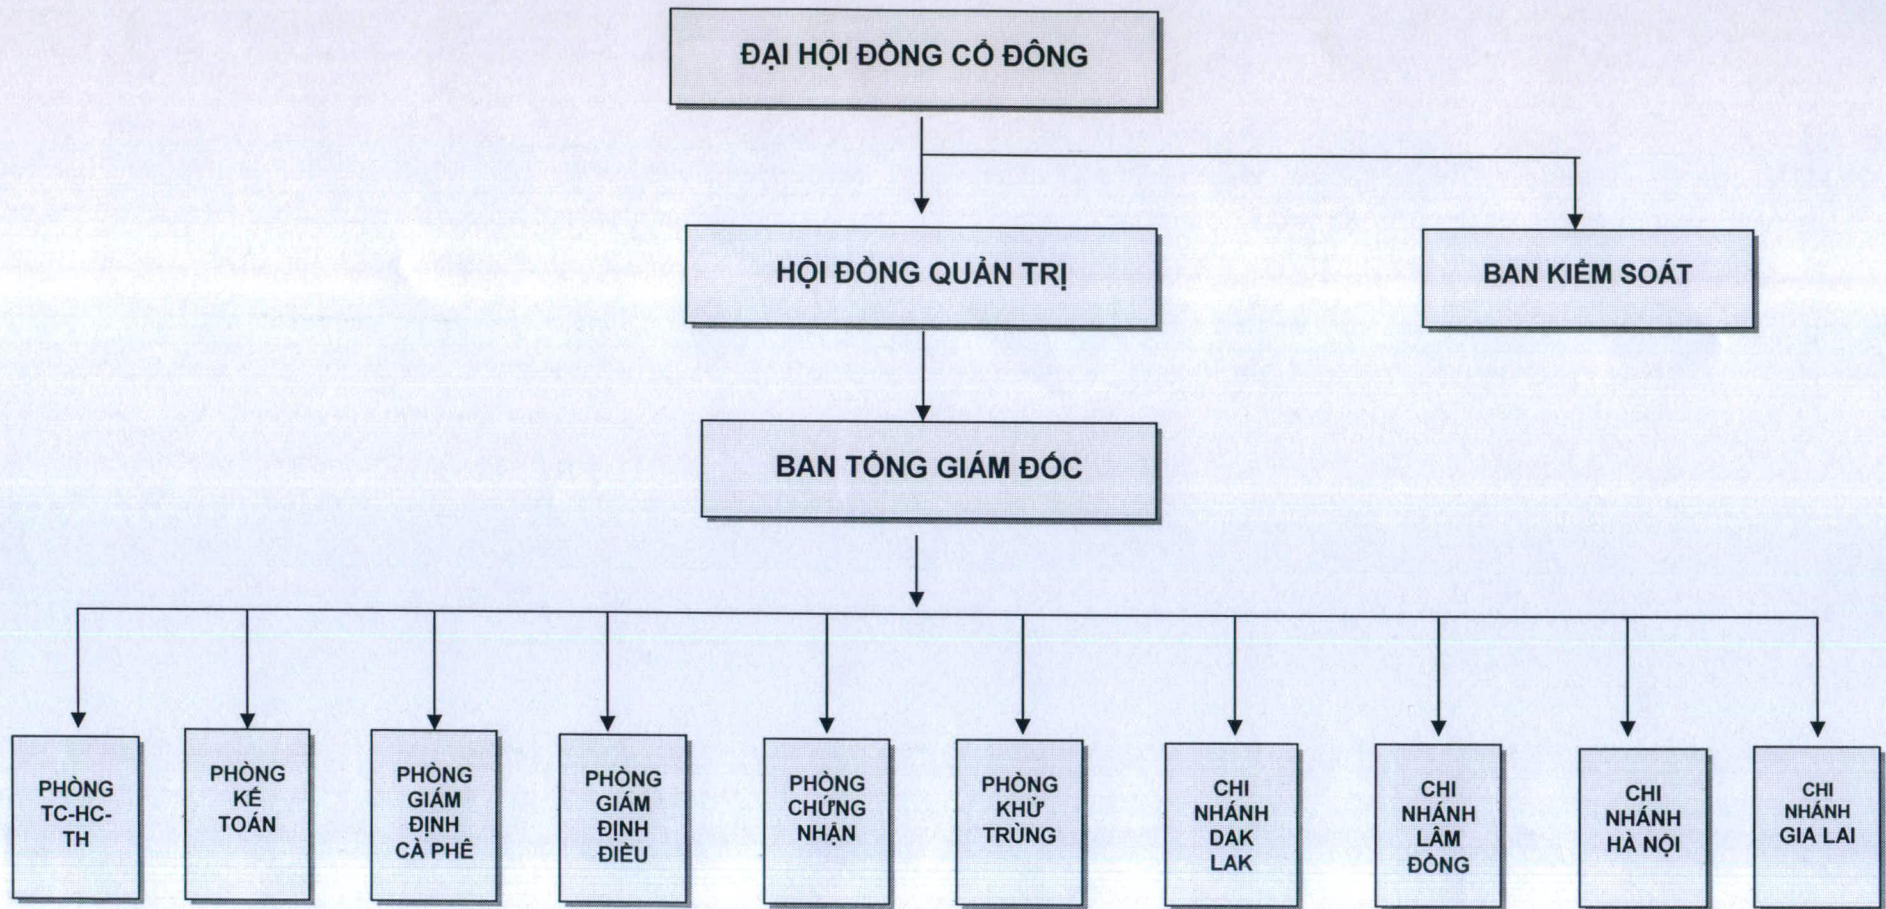 ĐẠI HỘI ĐỒNG CỔ ĐÔNG
HỘI ĐỒNG QUẢN TRỊ
BAN KIỂM SOÁT
BAN TỔNG GIÁM ĐỐC
PHÒNG
TC-HC-
TH
PHÒNG
KẾ
TOÁN
PHÒNG
GIÁM
ĐỊNH
CÀ PHÊ
PHÒNG
GIÁM
ĐỊNH
ĐIỀU
PHÒNG
CHỨNG
NHẬN
PHÒNG
KHỬ
TRÙNG
CHI
NHÁNH
DAK
LAK
CHI
NHÁNH
LÂM
ĐỒNG
CHI
NHÁNH
HÀ NỘI
CHI
NHÁNH
GIA LAI